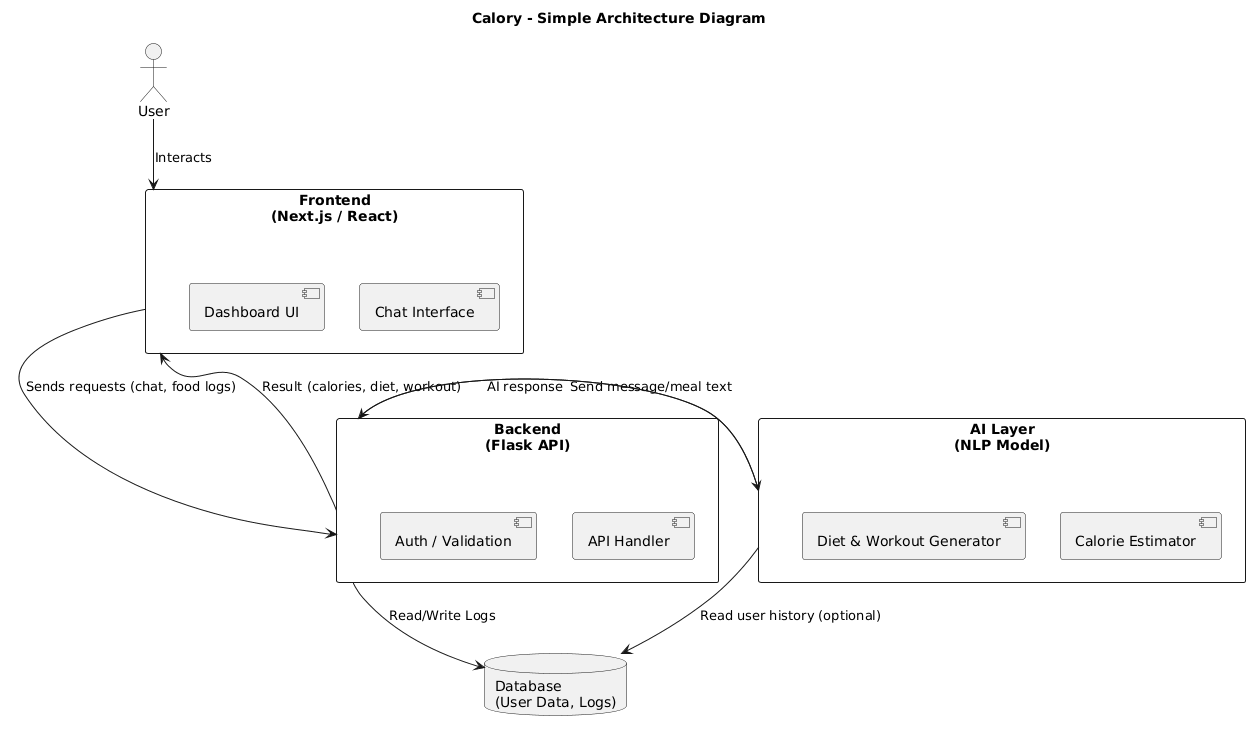 Calory - Simple Architecture Diagram
User
Interacts
Frontend
(Next.js / React)
Dashboard UI
Chat Interface
Sends requests (chat, food logs)
Result (calories, diet, workout)
AI response
Send message/meal text
Backend
(Flask API)
AI Layer
(NLP Model)
Auth / Validation
API Handler
Diet & Workout Generator
Calorie Estimator
Read/Write Logs
Read user history (optional)
Database
(User Data, Logs)